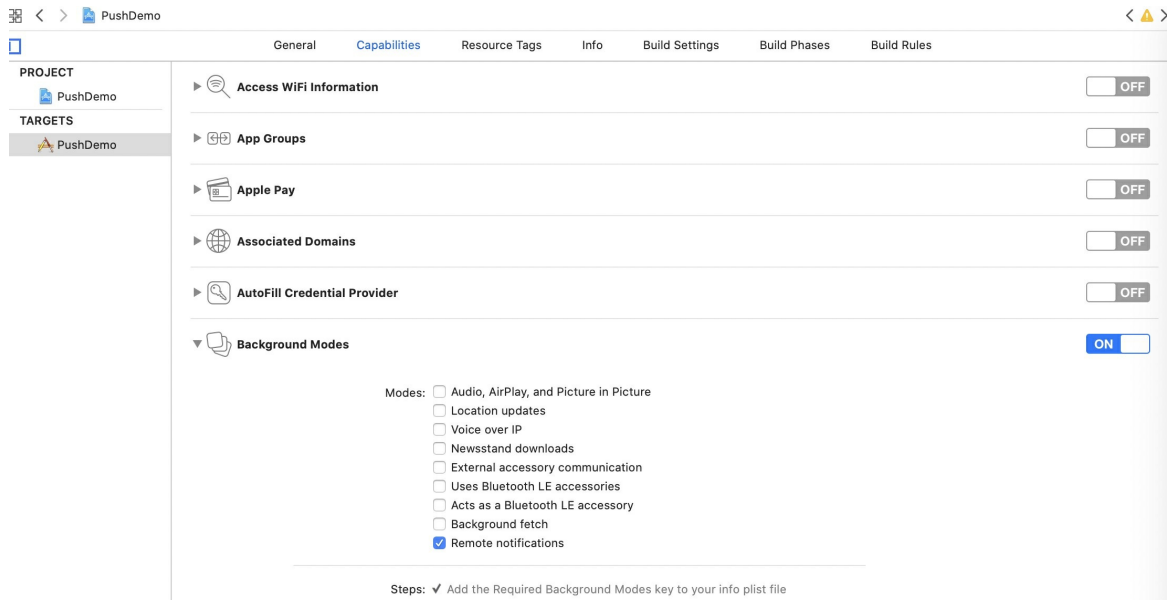 PushDemo
General Capabilities Resource Tags Info Build Settings Build Phases Build Rules
PROJECT
PushDemo
TARGETS
PushDemo
Access WiFi Information OFF
App Groups OFF
Apple Pay OFF
Associated Domains OFF
AutoFill Credential Provider OFF
Background Modes ON
Modes: Audio, AirPlay, and Picture in Picture
Location updates
Voice over IP
Newsstand downloads
External accessory communication
Uses Bluetooth LE accessories
Acts as a Bluetooth LE accessory
Background fetch
Remote notifications
Steps: ✓ Add the Required Background Modes key to your info plist file